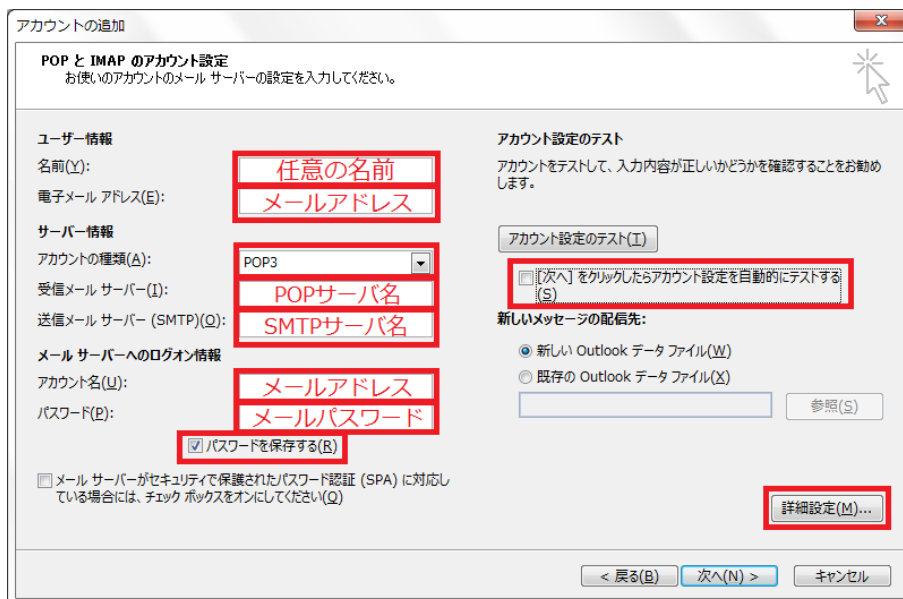 アカウントの追加
POP と IMAP のアカウント設定
お使いのアカウントのメール サーバーの設定を入力してください。
ユーザー情報
名前(Y):
任意の名前
電子メール アドレス(E):
メールアドレス
サーバー情報
アカウントの種類(A):
POP3
受信メール サーバー(I):
POPサーバ名
送信メール サーバー (SMTP)(O):
SMTPサーバ名
メール サーバーへのログオン情報
アカウント名(U):
メールアドレス
パスワード(P):
メールパスワード
パスワードを保存する(R)
メール サーバーがセキュリティで保護されたパスワード認証 (SPA) に対応し
ている場合には、チェック ボックスをオンにしてください(Q)
アカウント設定のテスト
アカウントをテストして、入力内容が正しいかどうかを確認することをお勧め
します。
アカウント設定のテスト(T)
[次へ] をクリックしたらアカウント設定を自動的にテストする
(S)
新しいメッセージの配信先:
新しい Outlook データ ファイル(W)
既存の Outlook データ ファイル(X)
参照(S)
詳細設定(M)...
< 戻る(B)
次へ(N) >
キャンセル